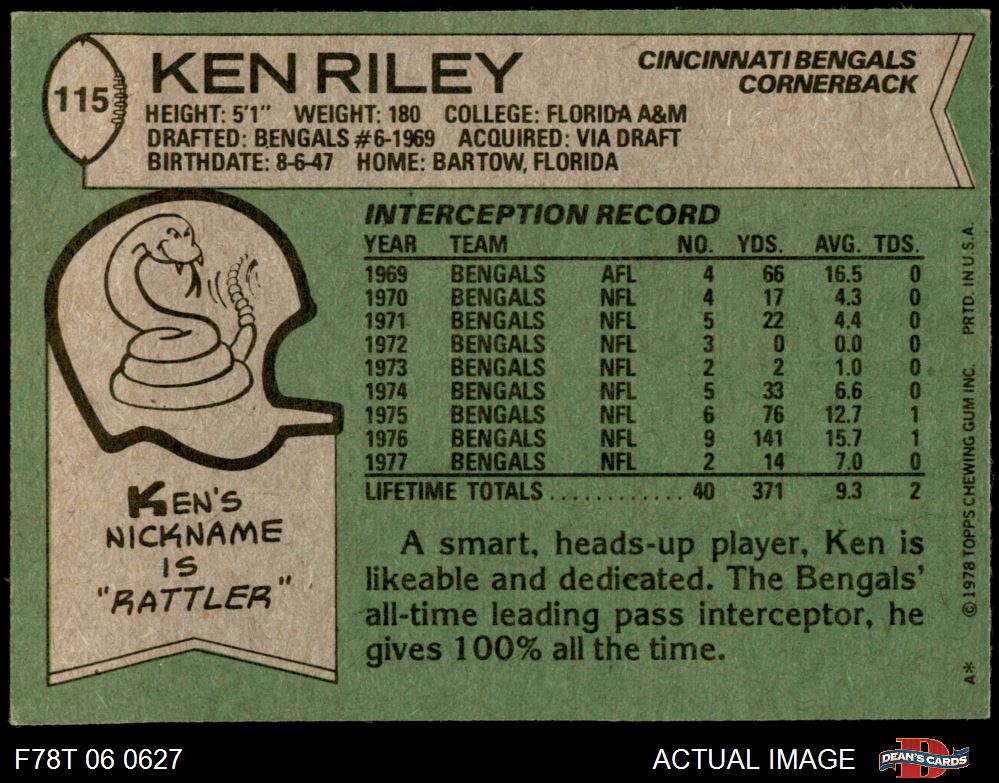 115
KEN RILEY
CINCINNATI BENGALS
CORNERBACK
HEIGHT: 5'1" WEIGHT: 180 COLLEGE: FLORIDA A&M
DRAFTED: BENGALS #6-1969 ACQUIRED: VIA DRAFT
BIRTHDATE: 8-6-47 HOME: BARTOW, FLORIDA
INTERCEPTION RECORD
YEAR TEAM NO. YDS. AVG. TDS.
1969 BENGALS AFL 4 66 16.5 0
1970 BENGALS NFL 4 17 4.3 0
1971 BENGALS NFL 5 22 4.4 0
1972 BENGALS NFL 3 0 0.0 0
1973 BENGALS NFL 2 2 1.0 0
1974 BENGALS NFL 5 33 6.6 0
1975 BENGALS NFL 6 76 12.7 1
1976 BENGALS NFL 9 141 15.7 1
1977 BENGALS NFL 2 14 7.0 0
LIFETIME TOTALS ............ 40 371 9.3 2
KEN'S
NICKNAME
IS
"RATTLER"
A smart, heads-up player, Ken is
likeable and dedicated. The Bengals'
all-time leading pass interceptor, he
gives 100% all the time.
A* © 1978 TOPPS CHEWING GUM INC. PRTD. IN U.S.A.
F78T 06 0627
ACTUAL IMAGE
DEAN'S CARDS